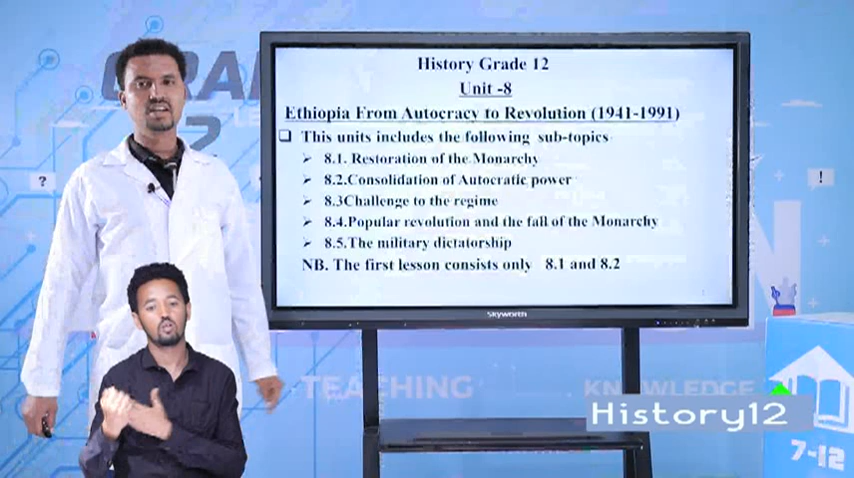 History Grade 12
Unit -8
Ethiopia From Autocracy to Revolution (1941-1991)
This units includes the following sub-topics
8.1. Restoration of the Monarchy
8.2.Consolidation of Autocratic power
8.3Challenge to the regime
8.4.Popular revolution and the fall of the Monarchy
8.5.The military dictatorship
NB. The first lesson consists only 8.1 and 8.2
Skyworth
TEACHING
KNOWLEDGE
History12
7-12
?
!